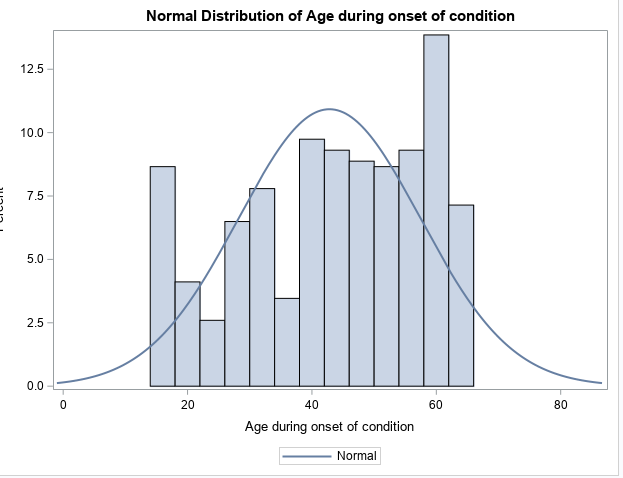 Normal Distribution of Age during onset of condition
12.5
10.0
7.5
5.0
2.5
0.0
0 20 40 60 80
Age during onset of condition
Normal